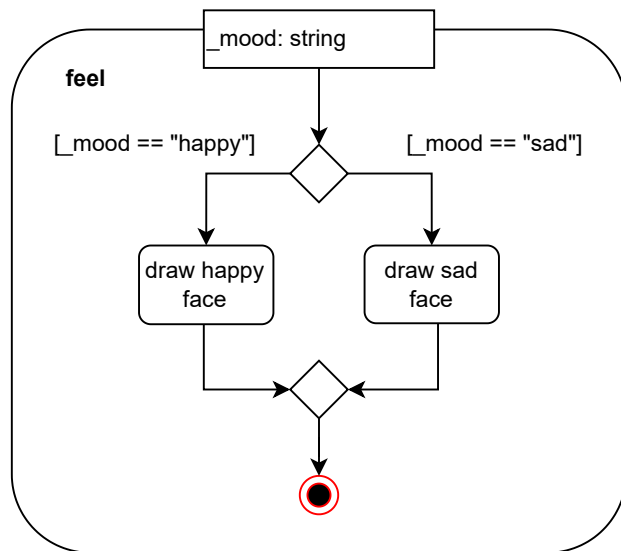 _mood: string
feel
[_mood == "happy"]
[_mood == "sad"]
draw happy
face
draw sad
face